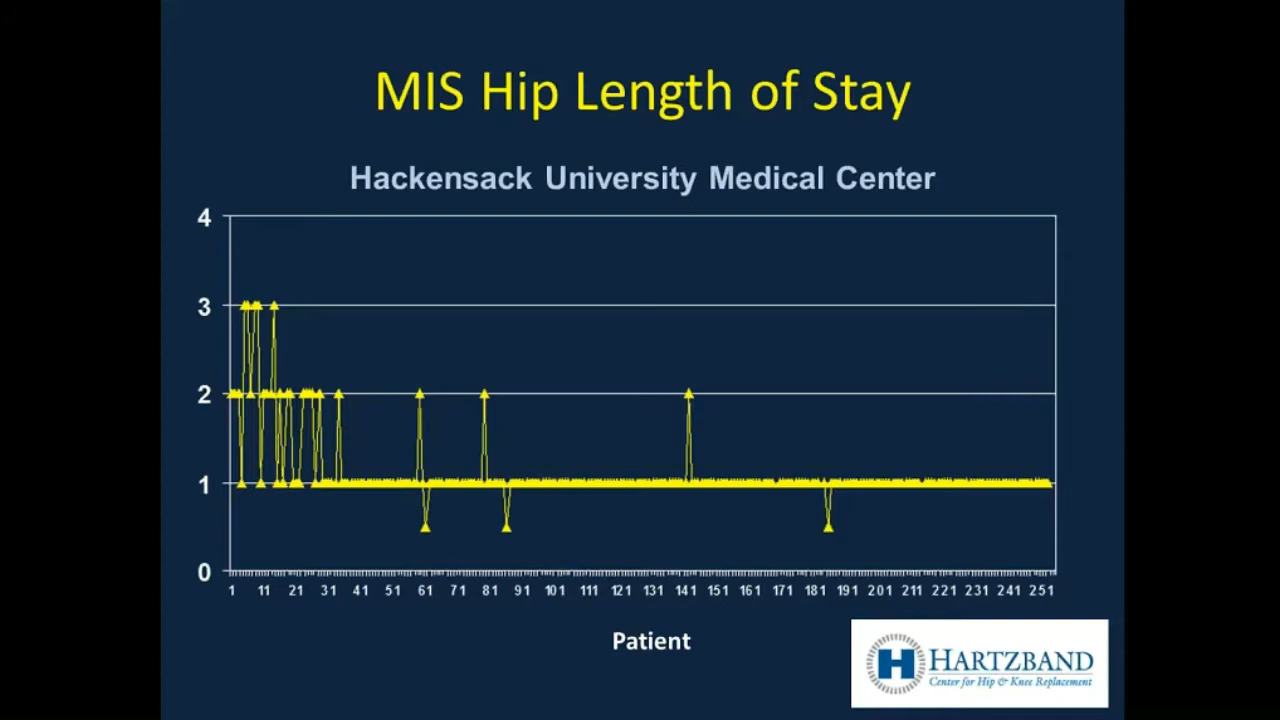 MIS Hip Length of Stay
Hackensack University Medical Center
4
3
2
1
0
1 11 21 31 41 51 61 71 81 91 101 111 121 131 141 151 161 171 181 191 201 211 221 231 241 251
Patient
H HARTZBAND
Center for Hip & Knee Replacement